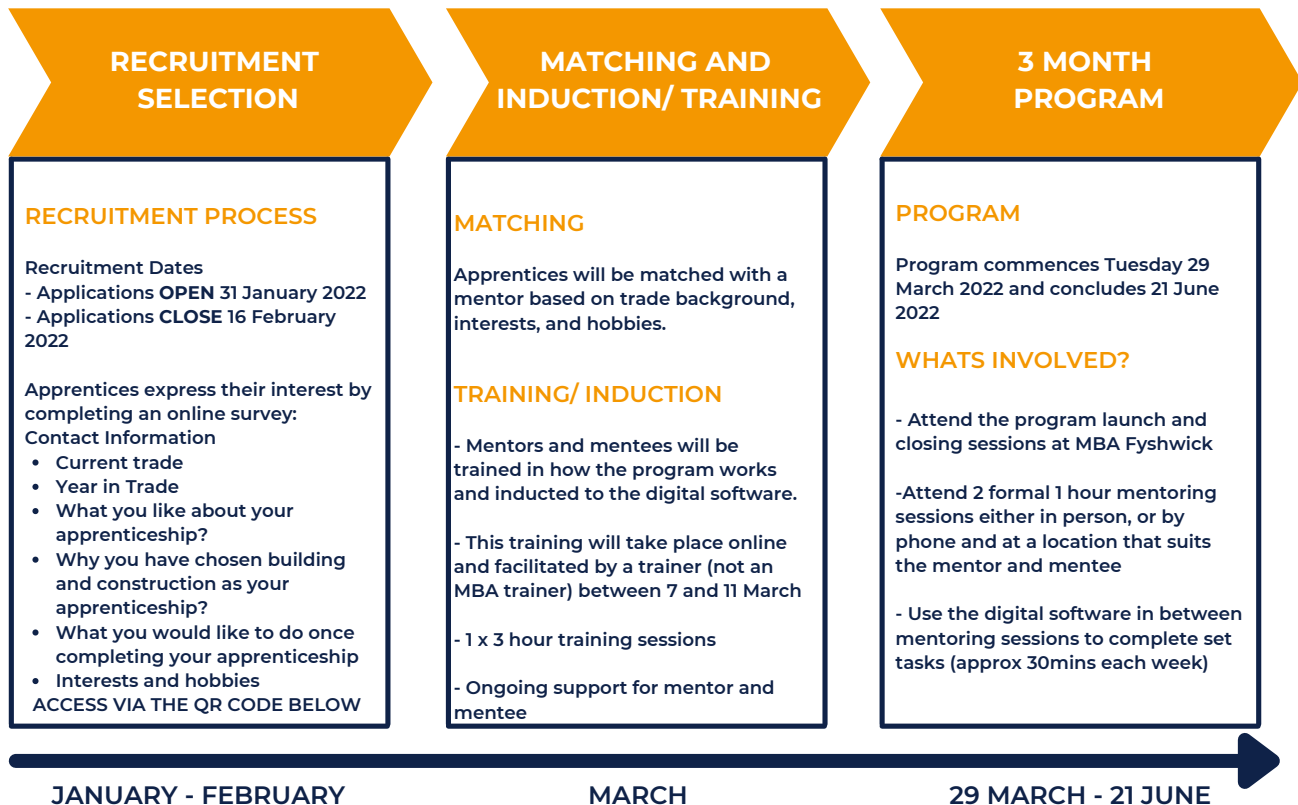 RECRUITMENT
SELECTION
RECRUITMENT PROCESS
Recruitment Dates
- Applications OPEN 31 January 2022
- Applications CLOSE 16 February
2022
Apprentices express their interest by
completing an online survey:
Contact Information
• Current trade
• Year in Trade
• What you like about your
apprenticeship?
• Why you have chosen building
and construction as your
apprenticeship?
• What you would like to do once
completing your apprenticeship
• Interests and hobbies
ACCESS VIA THE QR CODE BELOW
JANUARY - FEBRUARY
MATCHING AND
INDUCTION/ TRAINING
MATCHING
Apprentices will be matched with a
mentor based on trade background,
interests, and hobbies.
TRAINING/ INDUCTION
- Mentors and mentees will be
trained in how the program works
and inducted to the digital software.
- This training will take place online
and facilitated by a trainer (not an
MBA trainer) between 7 and 11 March
- 1 x 3 hour training sessions
- Ongoing support for mentor and
mentee
MARCH
3 MONTH
PROGRAM
PROGRAM
Program commences Tuesday 29
March 2022 and concludes 21 June
2022
WHATS INVOLVED?
- Attend the program launch and
closing sessions at MBA Fyshwick
-Attend 2 formal 1 hour mentoring
sessions either in person, or by
phone and at a location that suits
the mentor and mentee
- Use the digital software in between
mentoring sessions to complete set
tasks (approx 30mins each week)
29 MARCH - 21 JUNE